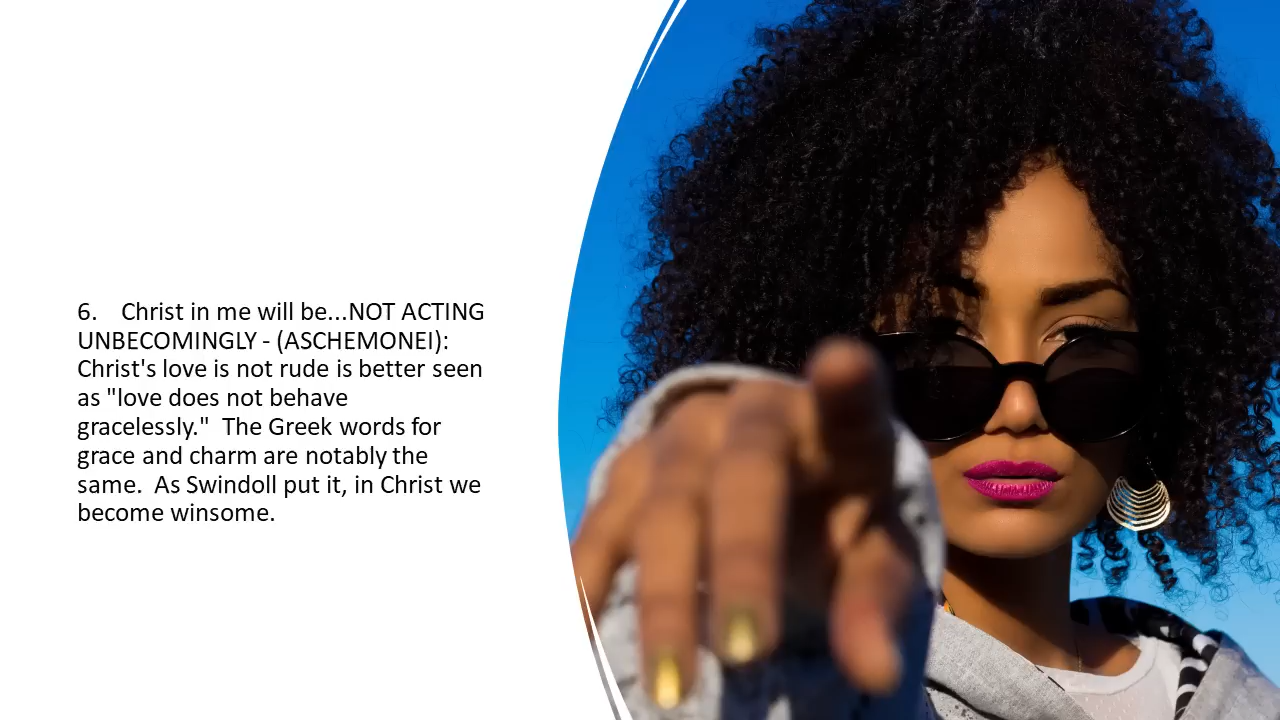 6. Christ in me will be...NOT ACTING
UNBECOMINGLY - (ASCHEMONEI):
Christ's love is not rude is better seen
as "love does not behave
gracelessly." The Greek words for
grace and charm are notably the
same. As Swindoll put it, in Christ we
become winsome.